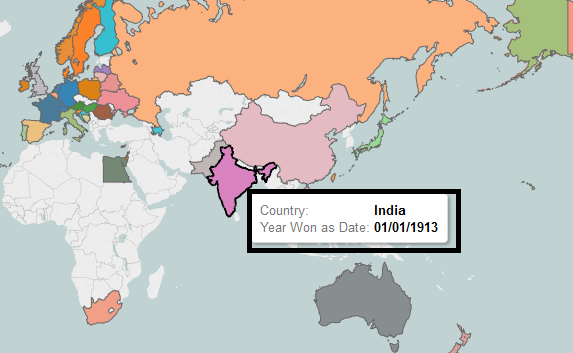 Country: India
Year Won as Date: 01/01/1913